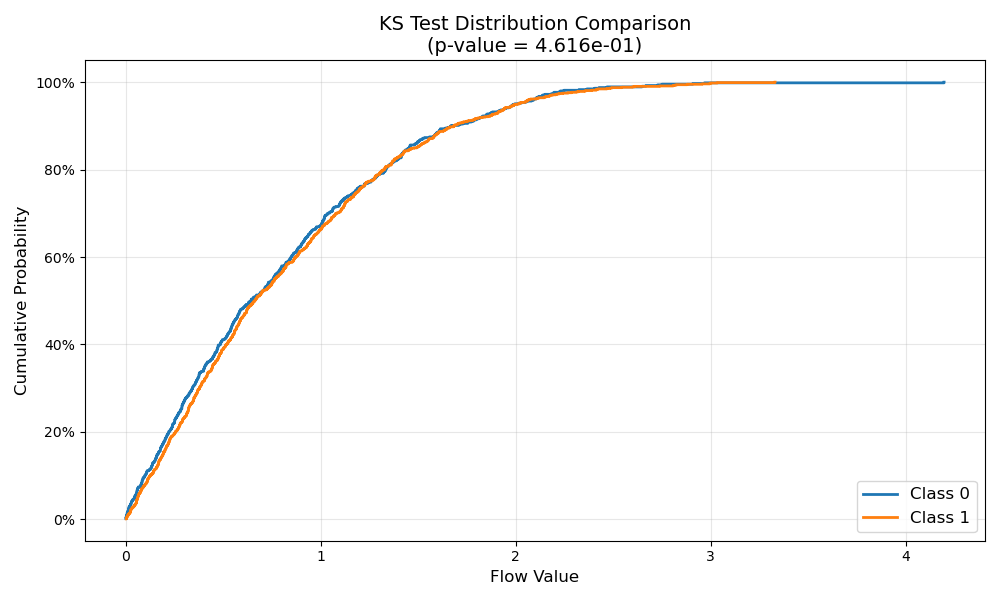 KS Test Distribution Comparison
(p-value = 4.616e-01)
100%
80%
60%
40%
20%
0%
Cumulative Probability
Class 0
Class 1
0 1 2 3 4
Flow Value